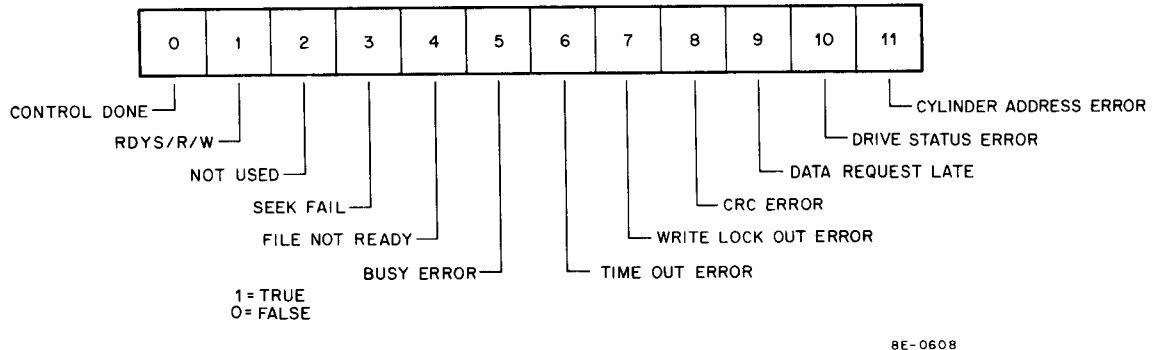 0 1 2 3 4 5 6 7 8 9 10 11
CONTROL DONE
CYLINDER ADDRESS ERROR
RDYS/R/W
DRIVE STATUS ERROR
NOT USED
DATA REQUEST LATE
SEEK FAIL
CRC ERROR
FILE NOT READY
WRITE LOCK OUT ERROR
BUSY ERROR
TIME OUT ERROR
1 = TRUE
0 = FALSE
8E-0608